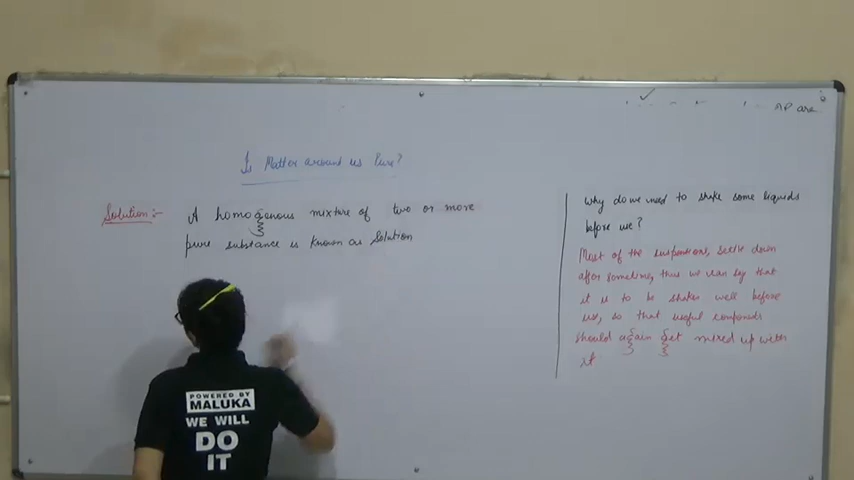 AP are
Is Matter around us Pure?
Solution:- A homogenous mixture of two or more
pure substance is known as Solution
why do we need to shake some liquids
before use?
Most of the suspensions, settle down
after sometime, thus we can say that
it is to be shaken well before
use, so that useful compounds
should again get mixed up with
it
POWERED BY
MALUKA
WE WILL
DO
IT